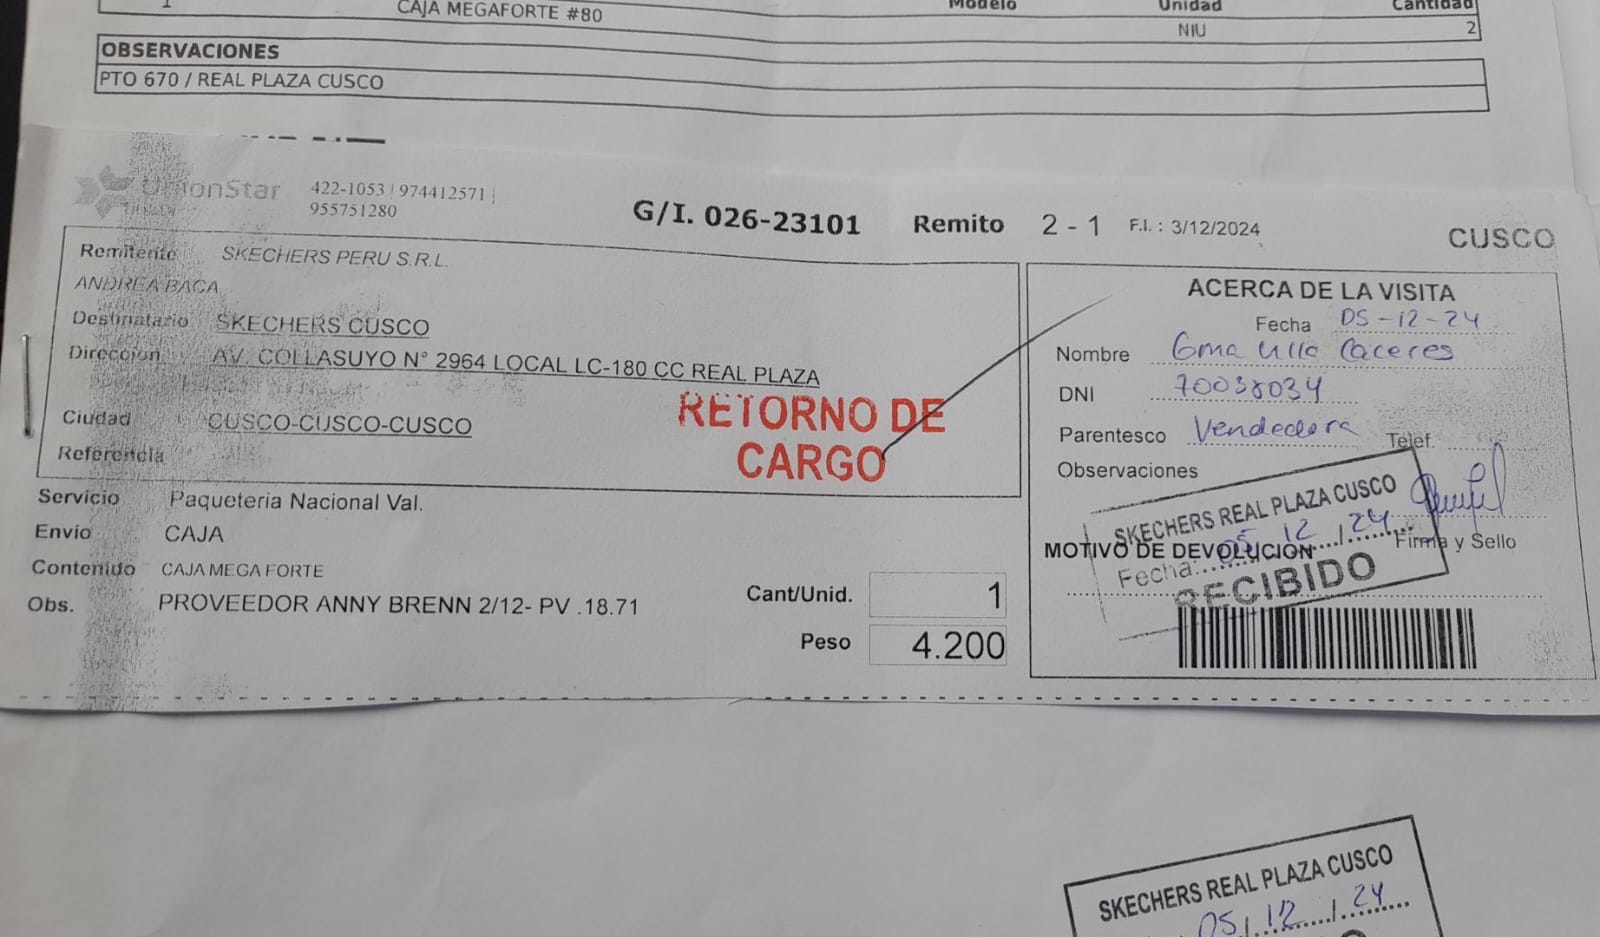 1 CAJA MEGAFORTE #80 Modelo Unidad Cantidad
NIU 2
OBSERVACIONES
PTO 670 / REAL PLAZA CUSCO
UnionStar 422-1053 | 974412571 |
955751280
G/I. 026-23101 Remito 2 - 1 F.I. : 3/12/2024
CUSCO
Remitente SKECHERS PERU S.R.L.
ANDREA BACA
Destinatario SKECHERS CUSCO
Dirección AV. COLLASUYO N° 2964 LOCAL LC-180 CC REAL PLAZA
Ciudad CUSCO-CUSCO-CUSCO
Referencia
RETORNO DE
CARGO
Servicio Paqueteria Nacional Val.
Envío CAJA
Contenido CAJA MEGA FORTE
Obs. PROVEEDOR ANNY BRENN 2/12- PV .18.71
Cant/Unid. 1
Peso 4.200
ACERCA DE LA VISITA
Fecha 05-12-24
Nombre Caceres
DNI 70038034
Parentesco Vendedora Telef.
Observaciones
SKECHERS REAL PLAZA CUSCO
MOTIVO DE DEVOLUCION Firma y Sello
Fecha: 05 / 12 / 24
RECIBIDO
SKECHERS REAL PLAZA CUSCO
05 / 12 / 24